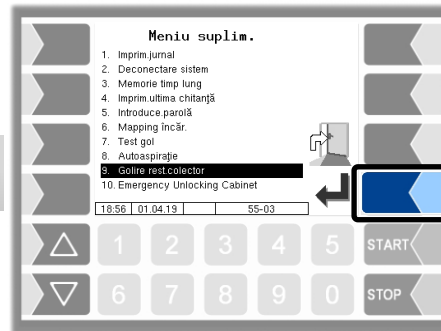 Meniu suplim.
1. Imprim.jurnal
2. Deconectare sistem
3. Memorie timp lung
4. Imprim.ultima chitanţă
5. Introduce.parolă
6. Mapping încăr.
7. Test gol
8. Autoaspiraţie
9. Golire rest.colector
10. Emergency Unlocking Cabinet
18:56 01.04.19 55-03
1 2 3 4 5 START
6 7 8 9 0 STOP